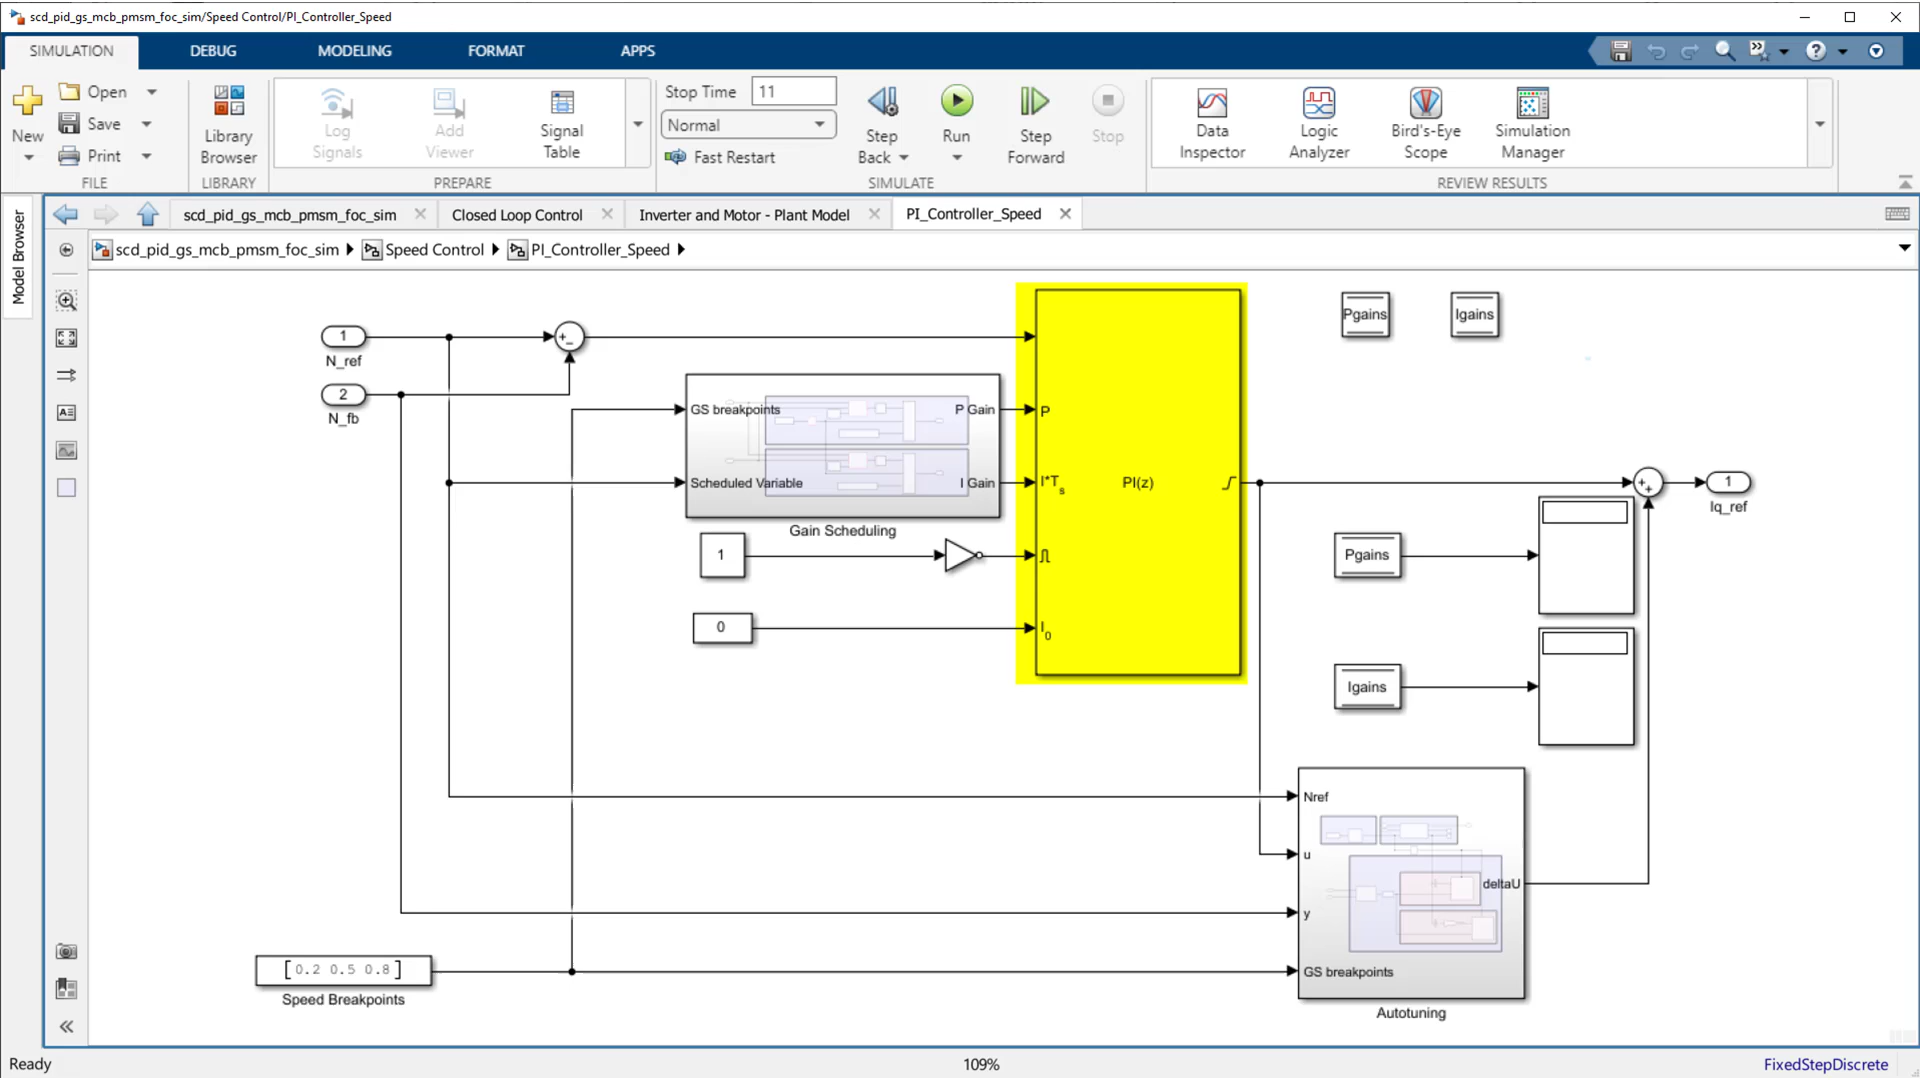 scd_pid_gs_mcb_pmsm_foc_sim/Speed Control/PI_Controller_Speed
SIMULATION DEBUG MODELING FORMAT APPS
New
Open
Save
Print
FILE
Library Browser
LIBRARY
Log Signals
Add Viewer
Signal Table
PREPARE
Stop Time 11
Normal
Fast Restart
Step Back
Run
Step Forward
Stop
SIMULATE
Data Inspector
Logic Analyzer
Bird's-Eye Scope
Simulation Manager
REVIEW RESULTS
Model Browser
scd_pid_gs_mcb_pmsm_foc_sim
Closed Loop Control
Inverter and Motor - Plant Model
PI_Controller_Speed
scd_pid_gs_mcb_pmsm_foc_sim Speed Control PI_Controller_Speed
1
N_ref
2
N_fb
+
-
GS breakpoints
P Gain
Scheduled Variable
I Gain
Gain Scheduling
1
0
P
I*Ts
PI(z)
I0
Pgains
Igains
Pgains
Igains
+
+
1
Iq_ref
Nref
u
deltaU
y
GS breakpoints
Autotuning
[0.2 0.5 0.8]
Speed Breakpoints
Ready
109%
FixedStepDiscrete